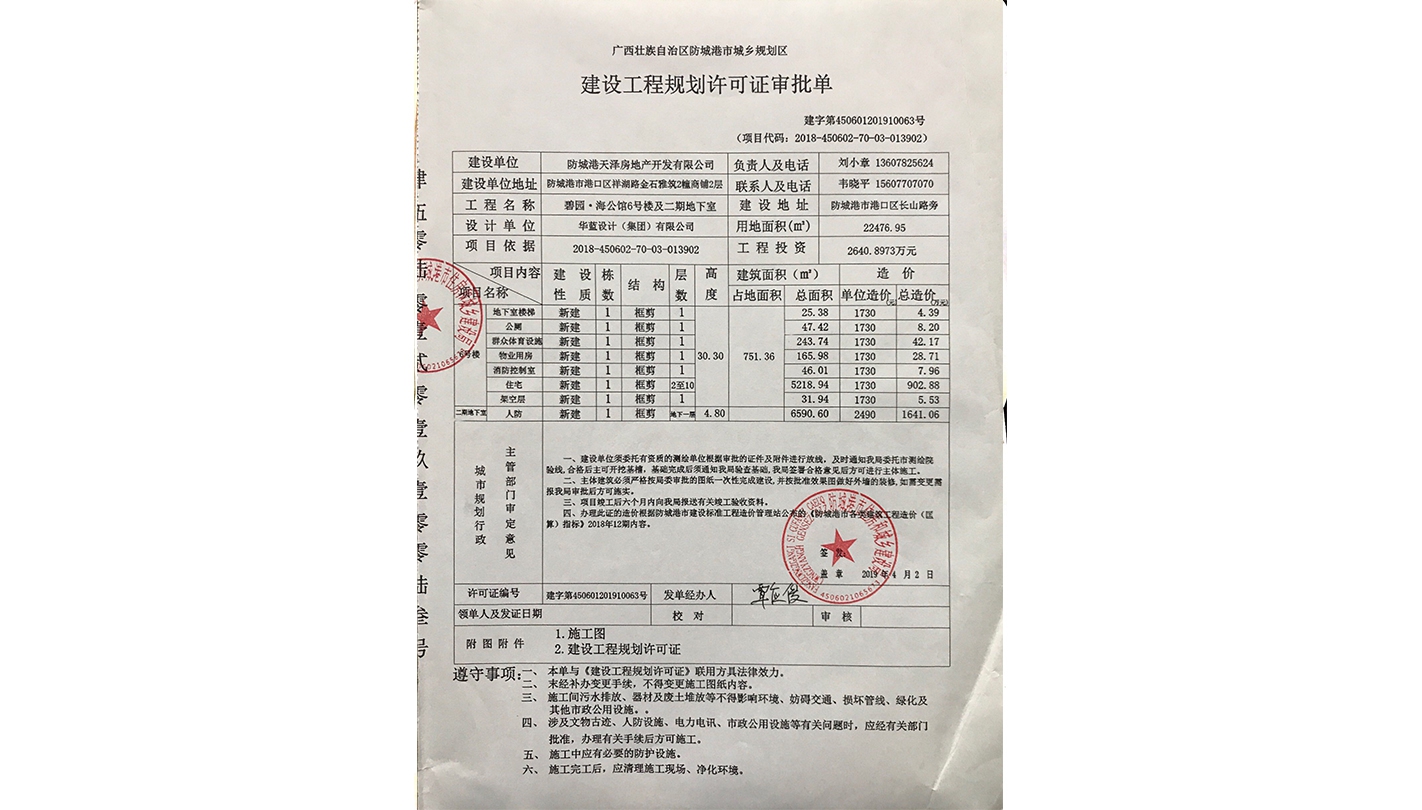 广西壮族自治区防城港市城乡规划区
建设工程规划许可证审批单
建字第450601201910063号
（项目代码：2018-450602-70-03-013902）
建设单位 防城港天泽房地产开发有限公司 负责人及电话 刘小章 13607825624
建设单位地址 防城港市港口区祥湖路金石雅筑2幢商铺2层 联系人及电话 韦晓平 15607707070
工程名称 碧园·海公馆6号楼及二期地下室 建设地址 防城港市港口区长山路旁
设计单位 华蓝设计（集团）有限公司 用地面积(㎡) 22476.95
项目依据 2018-450602-70-03-013902 工程投资 2640.8973万元
项目内容 建设 栋 结构 层 高 建筑面积（㎡） 造价
项目名称 性质 数 数 度 占地面积 总面积 单位造价(元) 总造价(万元)
地下室楼梯 新建 1 框剪 1 25.38 1730 4.39
公厕 新建 1 框剪 1 47.42 1730 8.20
群众体育设施 新建 1 框剪 1 243.74 1730 42.17
号楼 物业用房 新建 1 框剪 1 30.30 751.36 165.98 1730 28.71
消防控制室 新建 1 框剪 1 46.01 1730 7.96
住宅 新建 1 框剪 2至10 5218.94 1730 902.88
架空层 新建 1 框剪 1 31.94 1730 5.53
二期地下室 人防 新建 1 框剪 地下一层 4.80 6590.60 2490 1641.06
城市规划行政
主管部门审定意见
一、建设单位须委托有资质的测绘单位根据审批的证件及附件进行放线，及时通知我局委托市测绘院
验线,合格后主可开挖基槽，基础完成后须通知我局验查基础,我局签署合格意见后方可进行主体施工。
二、主体建筑必须严格按局委审批的图纸一次性完成建设,并按批准效果图做好外墙的装修,如需变更需
报我局审批后方可施实。
三、项目竣工后六个月内向我局报送有关竣工验收资料。
四、办理此证的造价根据防城港市建设标准工程造价管理站公布的《防城港市各类建筑工程造价（匡
算）指标》2018年12期内容。
签发：
盖章 2019年4月2日
许可证编号 建字第450601201910063号 发单经办人
领单人及发证日期 校对 审核
附图附件
1.施工图
2.建设工程规划许可证
遵守事项:一、 本单与《建设工程规划许可证》联用方具法律效力。
二、 末经补办变更手续，不得变更施工图纸内容。
三、 施工间污水排放、器材及废土堆放等不得影响环境、妨碍交通、损坏管线、绿化及
其他市政公用设施。。
四、 涉及文物古迹、人防设施、电力电讯、市政公用设施等有关问题时，应经有关部门
批准，办理有关手续后方可施工。
五、 施工中应有必要的防护设施。
六、 施工完工后，应清理施工现场、净化环境。
肆伍零陆零壹贰零壹玖壹零零陆叁号
4506021065633